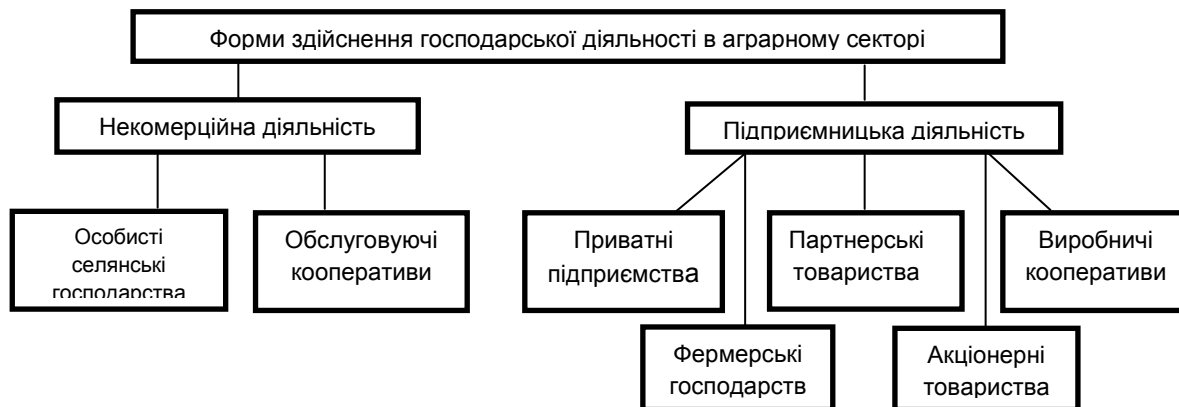 Форми здійснення господарської діяльності в аграрному секторі
Некомерційна діяльність
Підприємницька діяльність
Особисті
селянські
господарства
Обслуговуючі
кооперативи
Приватні
підприємства
Партнерські
товариства
Виробничі
кооперативи
Фермерські
господарств
Акціонерні
товариства